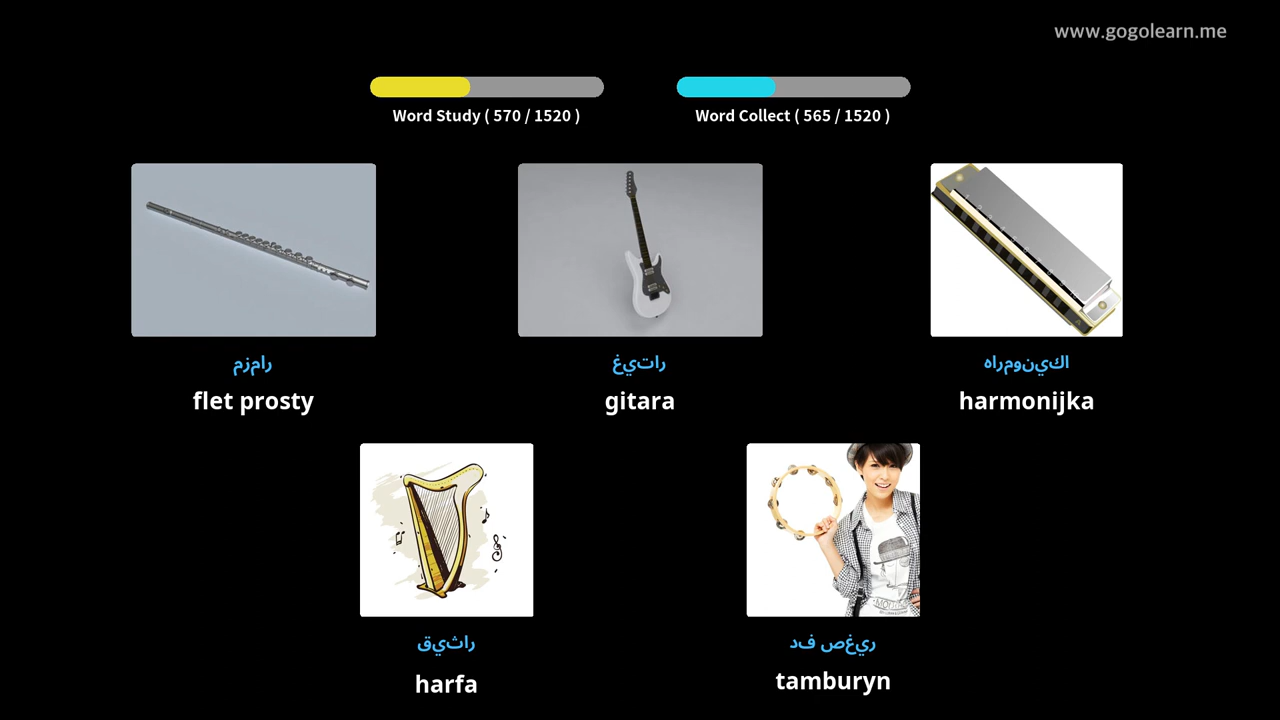 www.gogolearn.me
Word Study ( 570 / 1520 )
Word Collect ( 565 / 1520 )
رامزم
flet prosty
راتيغ
gitara
اكينومراه
harmonijka
راثيق
harfa
ريغص فد
tamburyn